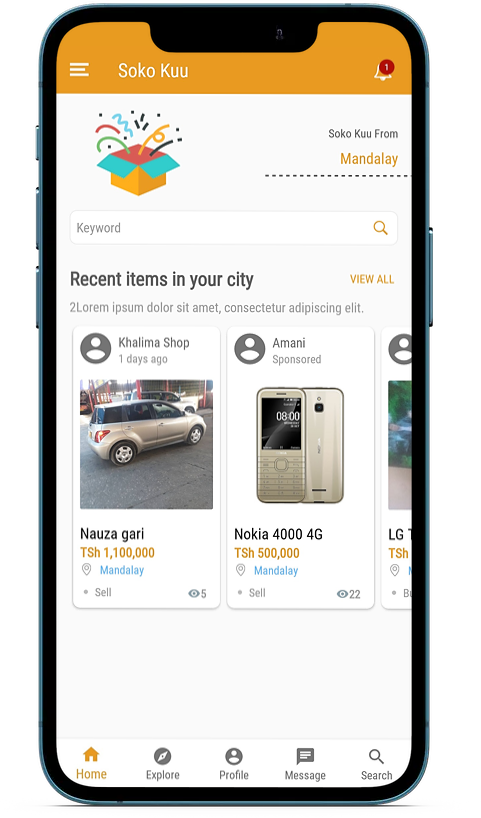 Soko Kuu
1
Soko Kuu From
Mandalay
Keyword
Recent items in your city
VIEW ALL
2Lorem ipsum dolor sit amet, consectetur adipiscing elit.
Khalima Shop
1 days ago
Nauza gari
TSh 1,100,000
Mandalay
Sell
5
Amani
Sponsored
08:00
Nokia 4000 4G
TSh 500,000
Mandalay
Sell
22
LG
TSh
Home
Explore
Profile
Message
Search